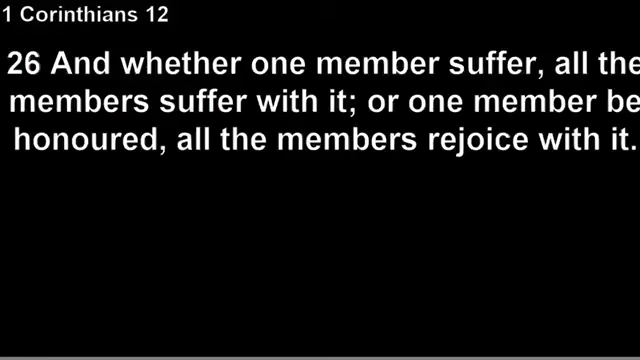 1 Corinthians 12
26 And whether one member suffer, all the
members suffer with it; or one member be
honoured, all the members rejoice with it.